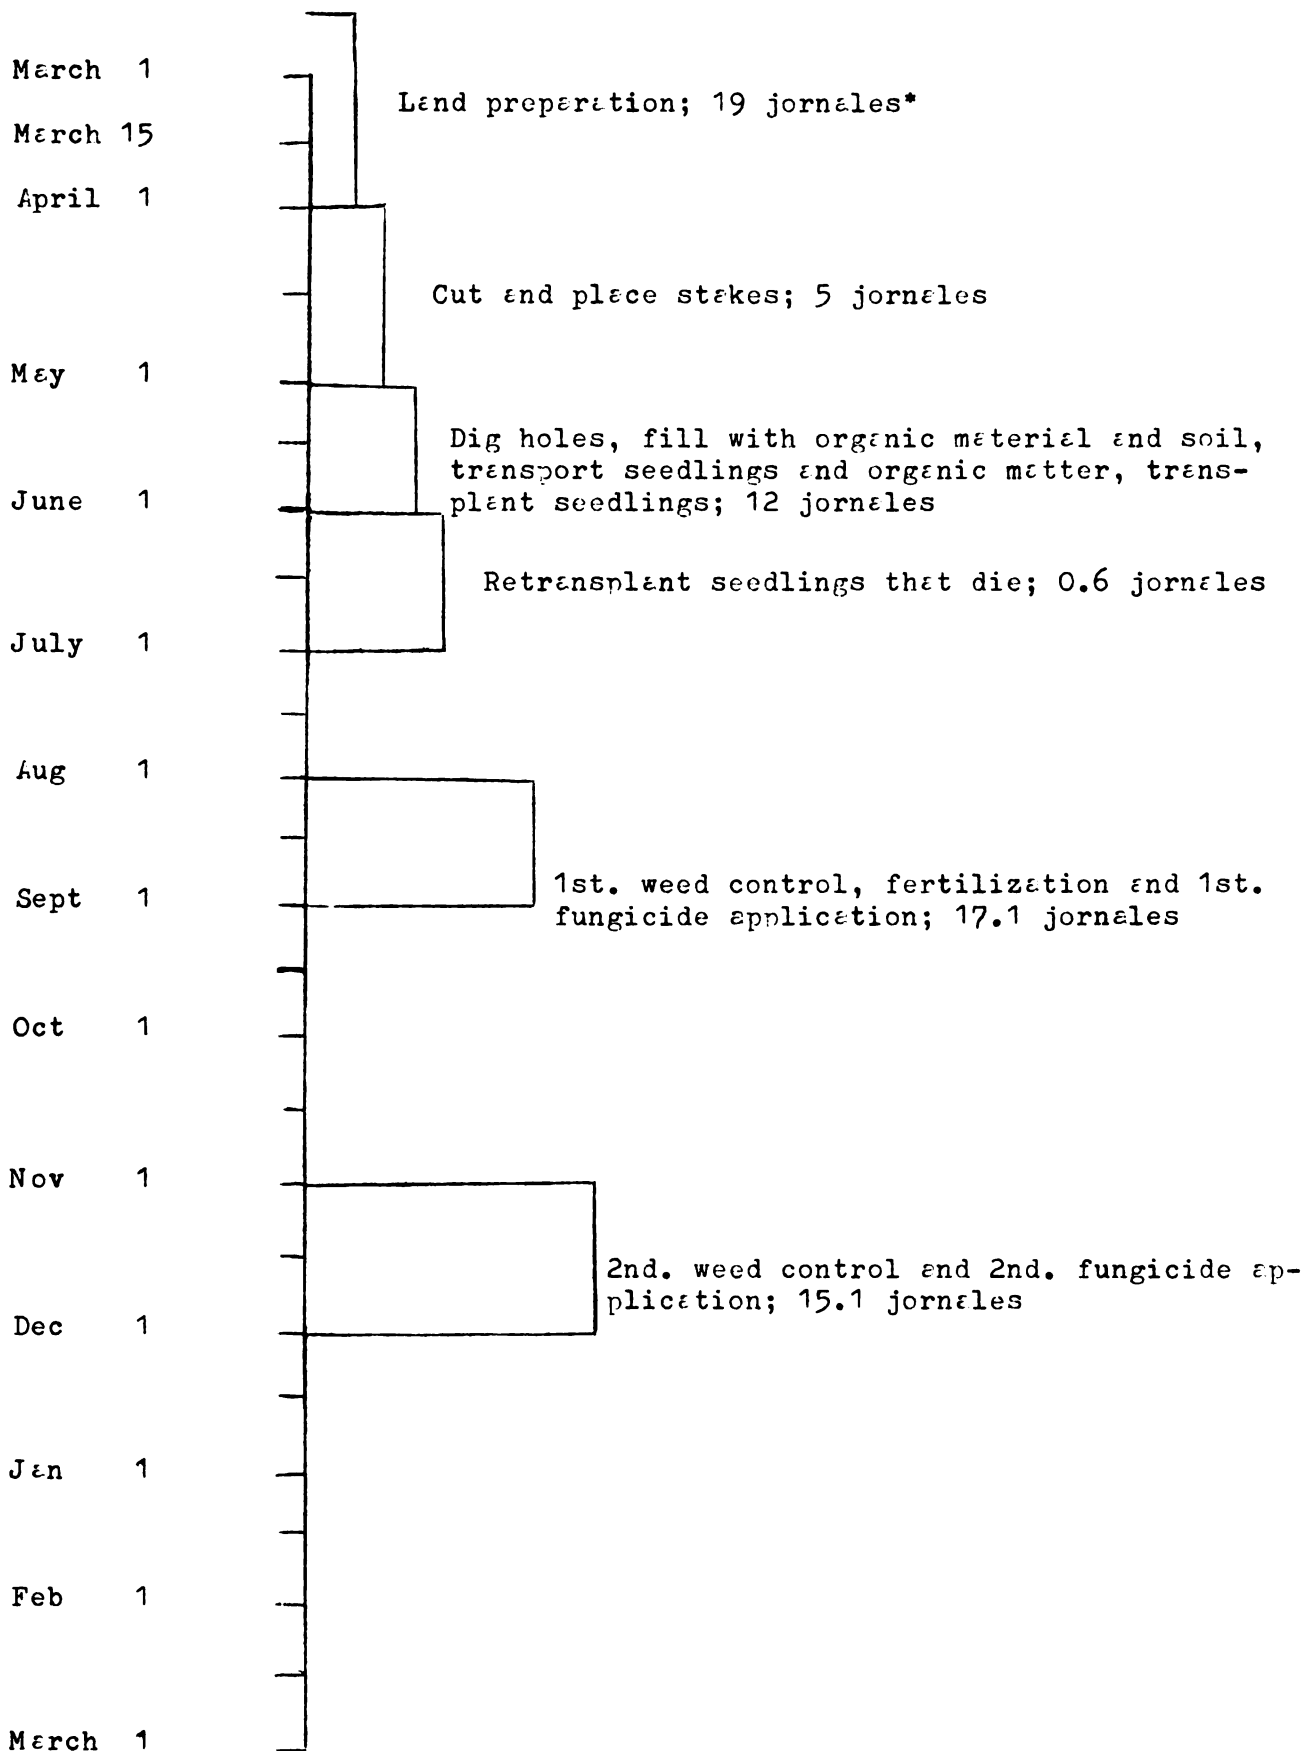 March 1
Land preparation; 19 jornales*
March 15
April 1
Cut and place stakes; 5 jornales
May 1
Dig holes, fill with organic material and soil,
transport seedlings and organic matter, trans-
plant seedlings; 12 jornales
June 1
Retransplant seedlings that die; 0.6 jornales
July 1
Aug 1
1st. weed control, fertilization and 1st.
fungicide application; 17.1 jornales
Sept 1
Oct 1
Nov 1
2nd. weed control and 2nd. fungicide ap-
plication; 15.1 jornales
Dec 1
Jan 1
Feb 1
March 1